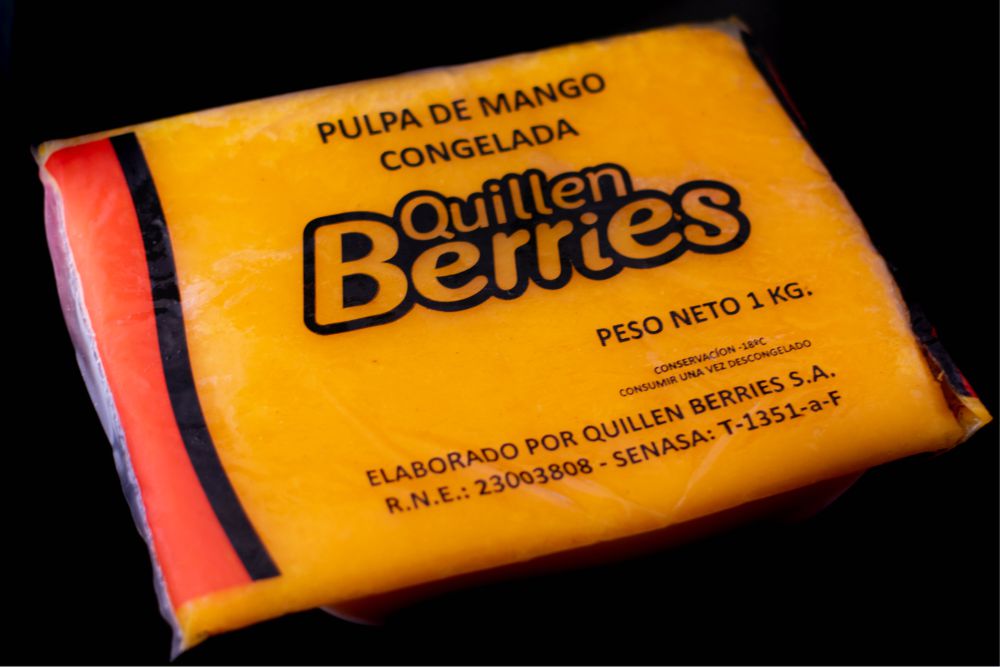 PULPA DE MANGO
CONGELADA
Quillen
Berries
PESO NETO 1 KG.
CONSERVACÍON -18ºC
CONSUMIR UNA VEZ DESCONGELADO
ELABORADO POR QUILLEN BERRIES S.A.
R.N.E.: 23003808 - SENASA: T-1351-a-F